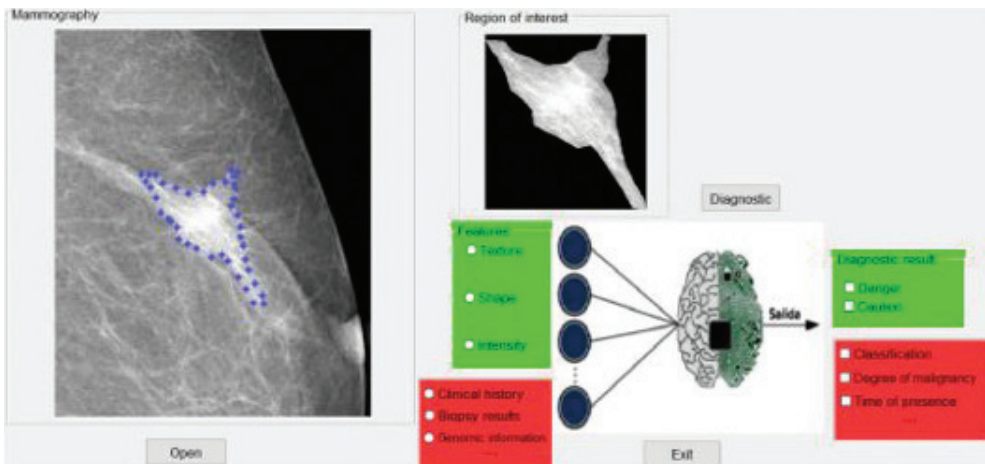 Mammography
Region of interest
Diagnostic
Features
Texture
Shape
Intensity
Clinical history
Biopsy results
Genomic information
....
Salida
Diagnostic result
Danger
Caution
Classification
Degree of malignancy
Time of presence
....
Open
Exit